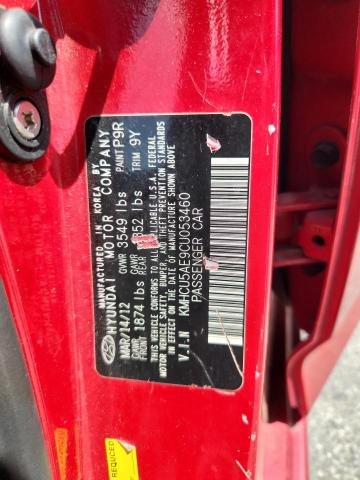 MANUFACTURED IN KOREA BY
HYUNDAI MOTOR COMPANY
MAR/14/12 GVWR 3549 lbs PAINT P9R
GAWR FRONT 1874 lbs GAWR REAR 852 lbs TRIM 9Y
THIS VEHICLE CONFORMS TO ALL APPLICABLE U.S.A. FEDERAL
MOTOR VEHICLE SAFETY, BUMPER, AND THEFT PREVENTION STANDARDS
IN EFFECT ON THE DATE OF MANUFACTURE SHOWN ABOVE
V.I.N KMHCU5AE9CU053460
PASSENGER CAR
REDUCED